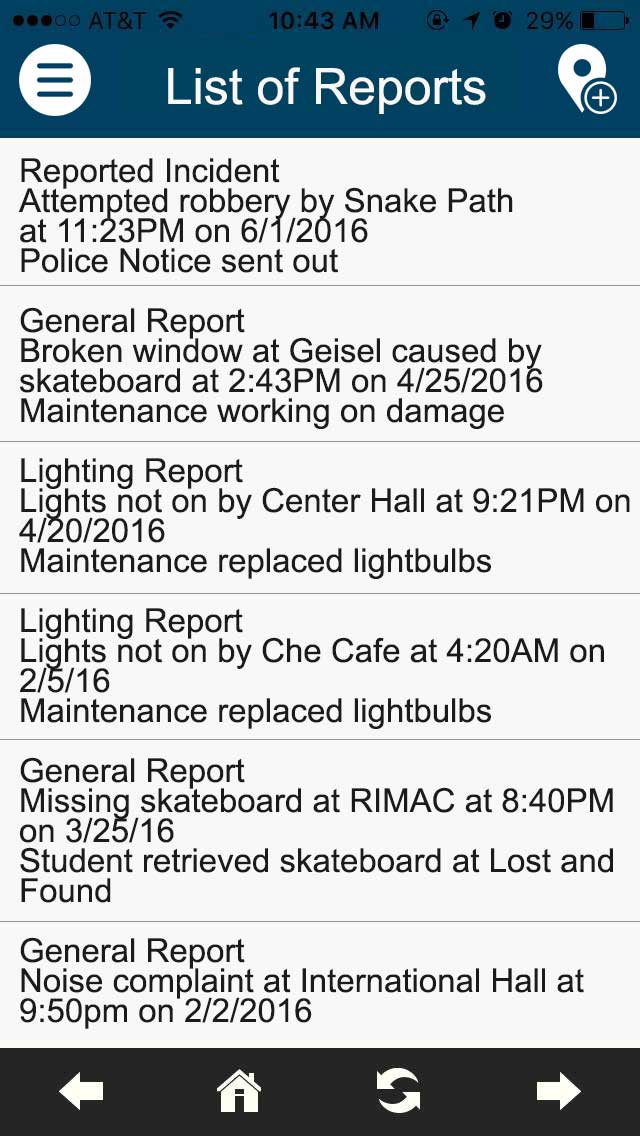 AT&T 10:43 AM 29%
List of Reports
Reported Incident
Attempted robbery by Snake Path
at 11:23PM on 6/1/2016
Police Notice sent out
General Report
Broken window at Geisel caused by
skateboard at 2:43PM on 4/25/2016
Maintenance working on damage
Lighting Report
Lights not on by Center Hall at 9:21PM on
4/20/2016
Maintenance replaced lightbulbs
Lighting Report
Lights not on by Che Cafe at 4:20AM on
2/5/16
Maintenance replaced lightbulbs
General Report
Missing skateboard at RIMAC at 8:40PM
on 3/25/16
Student retrieved skateboard at Lost and
Found
General Report
Noise complaint at International Hall at
9:50pm on 2/2/2016